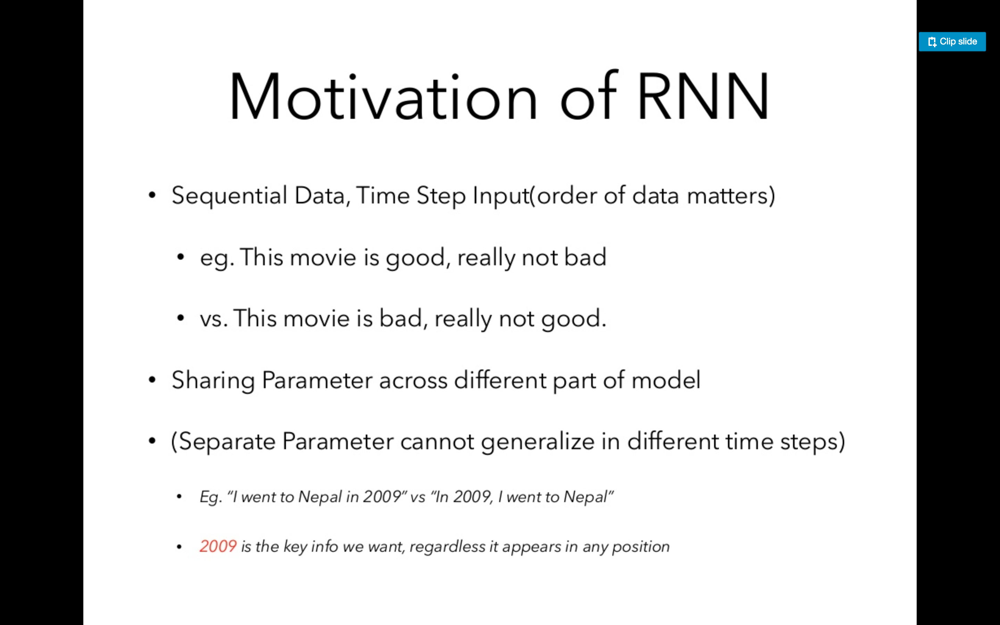 Clip slide
Motivation of RNN
• Sequential Data, Time Step Input(order of data matters)
• eg. This movie is good, really not bad
• vs. This movie is bad, really not good.
• Sharing Parameter across different part of model
• (Separate Parameter cannot generalize in different time steps)
• Eg. “I went to Nepal in 2009” vs “In 2009, I went to Nepal”
• 2009 is the key info we want, regardless it appears in any position